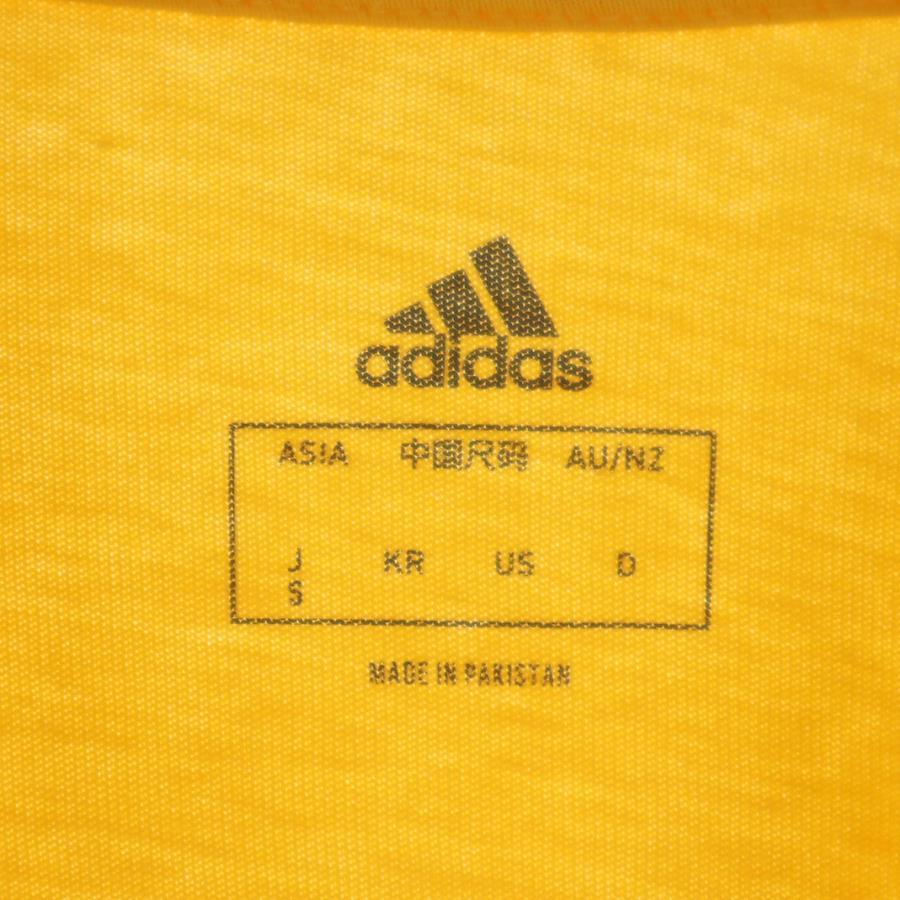 adidas
ASIA 中国尺码 AU/NZ
J KR US D
S
MADE IN PAKISTAN